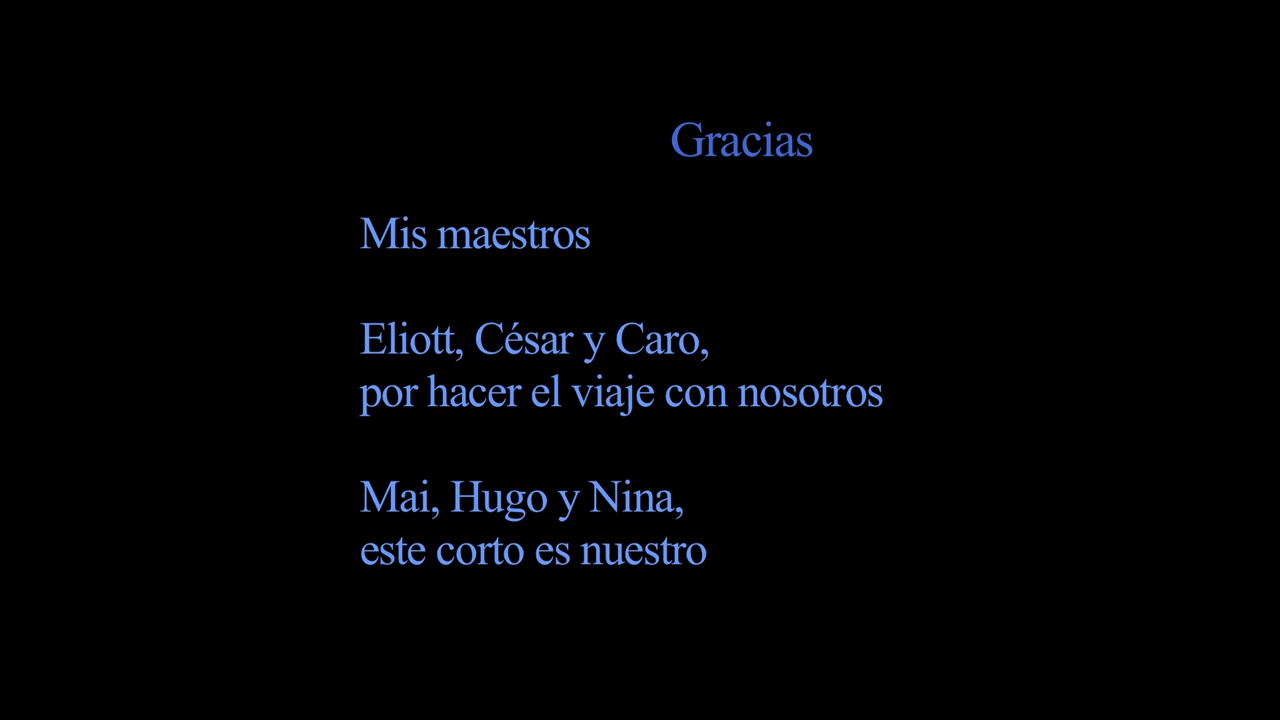 Gracias
Mis maestros
Eliott, César y Caro,
por hacer el viaje con nosotros
Mai, Hugo y Nina,
este corto es nuestro